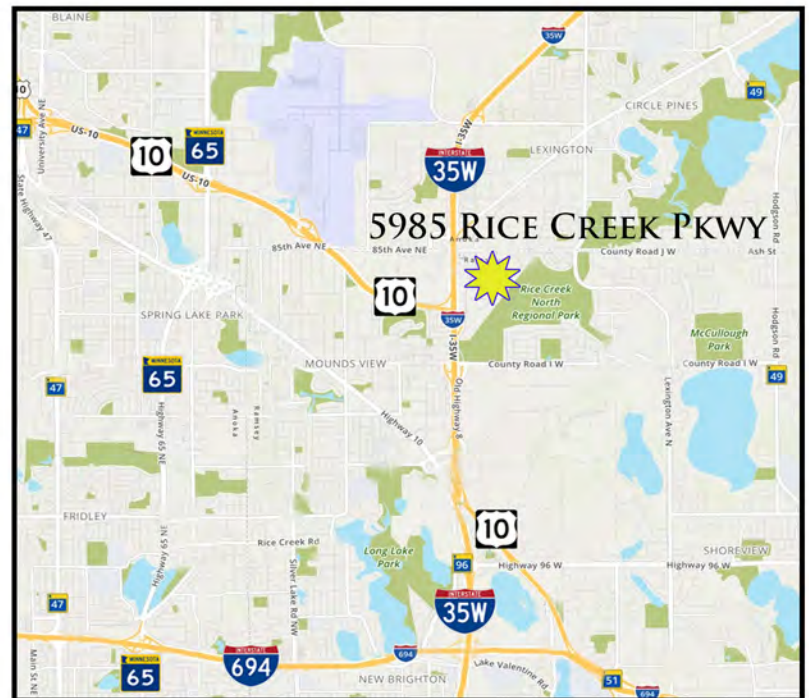 BLAINE
35W
49
10
47
University Ave NE
US-10
10
MINNESOTA
65
US-10
I-35W
INTERSTATE
35W
CIRCLE PINES
LEXINGTON
State Highway 47
Hodgson Rd
5985 RICE CREEK PKWY
85th Ave NE
85th Ave NE
County Road J W
Ash St
10
Rice Creek
North
Regional Park
SPRING LAKE PARK
35W
I-35W
McCullough
Park
Hodgson Rd
MINNESOTA
65
MOUNDS VIEW
County Road I W
County Road I W
47
49
Highway 65 NE
Anoka
Ramsey
Highway 10
Old Highway 8
Lexington Ave N
FRIDLEY
Highway 65 NE
Rice Creek Rd
Silver Lake Rd NW
Long Lake
Park
10
SHOREVIEW
96
Highway 96 W
Highway 96 W
47
INTERSTATE
35W
Main St NE
MINNESOTA
65
INTERSTATE
694
694
NEW BRIGHTON
Lake Valentine Rd
51
694